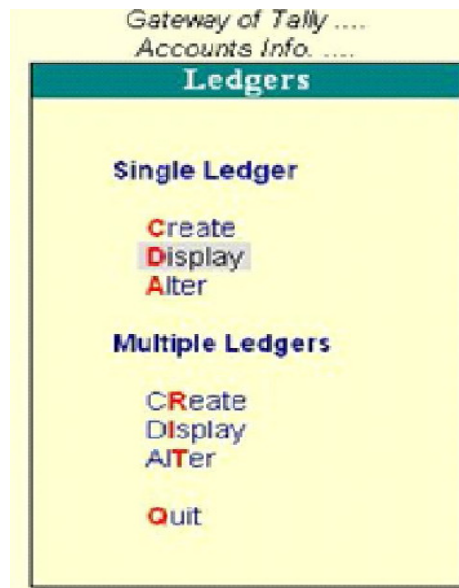 Gateway of Tally ....
Accounts Info. ....
Ledgers
Single Ledger
Create
Display
Alter
Multiple Ledgers
CReate
DIsplay
AlTer
Quit